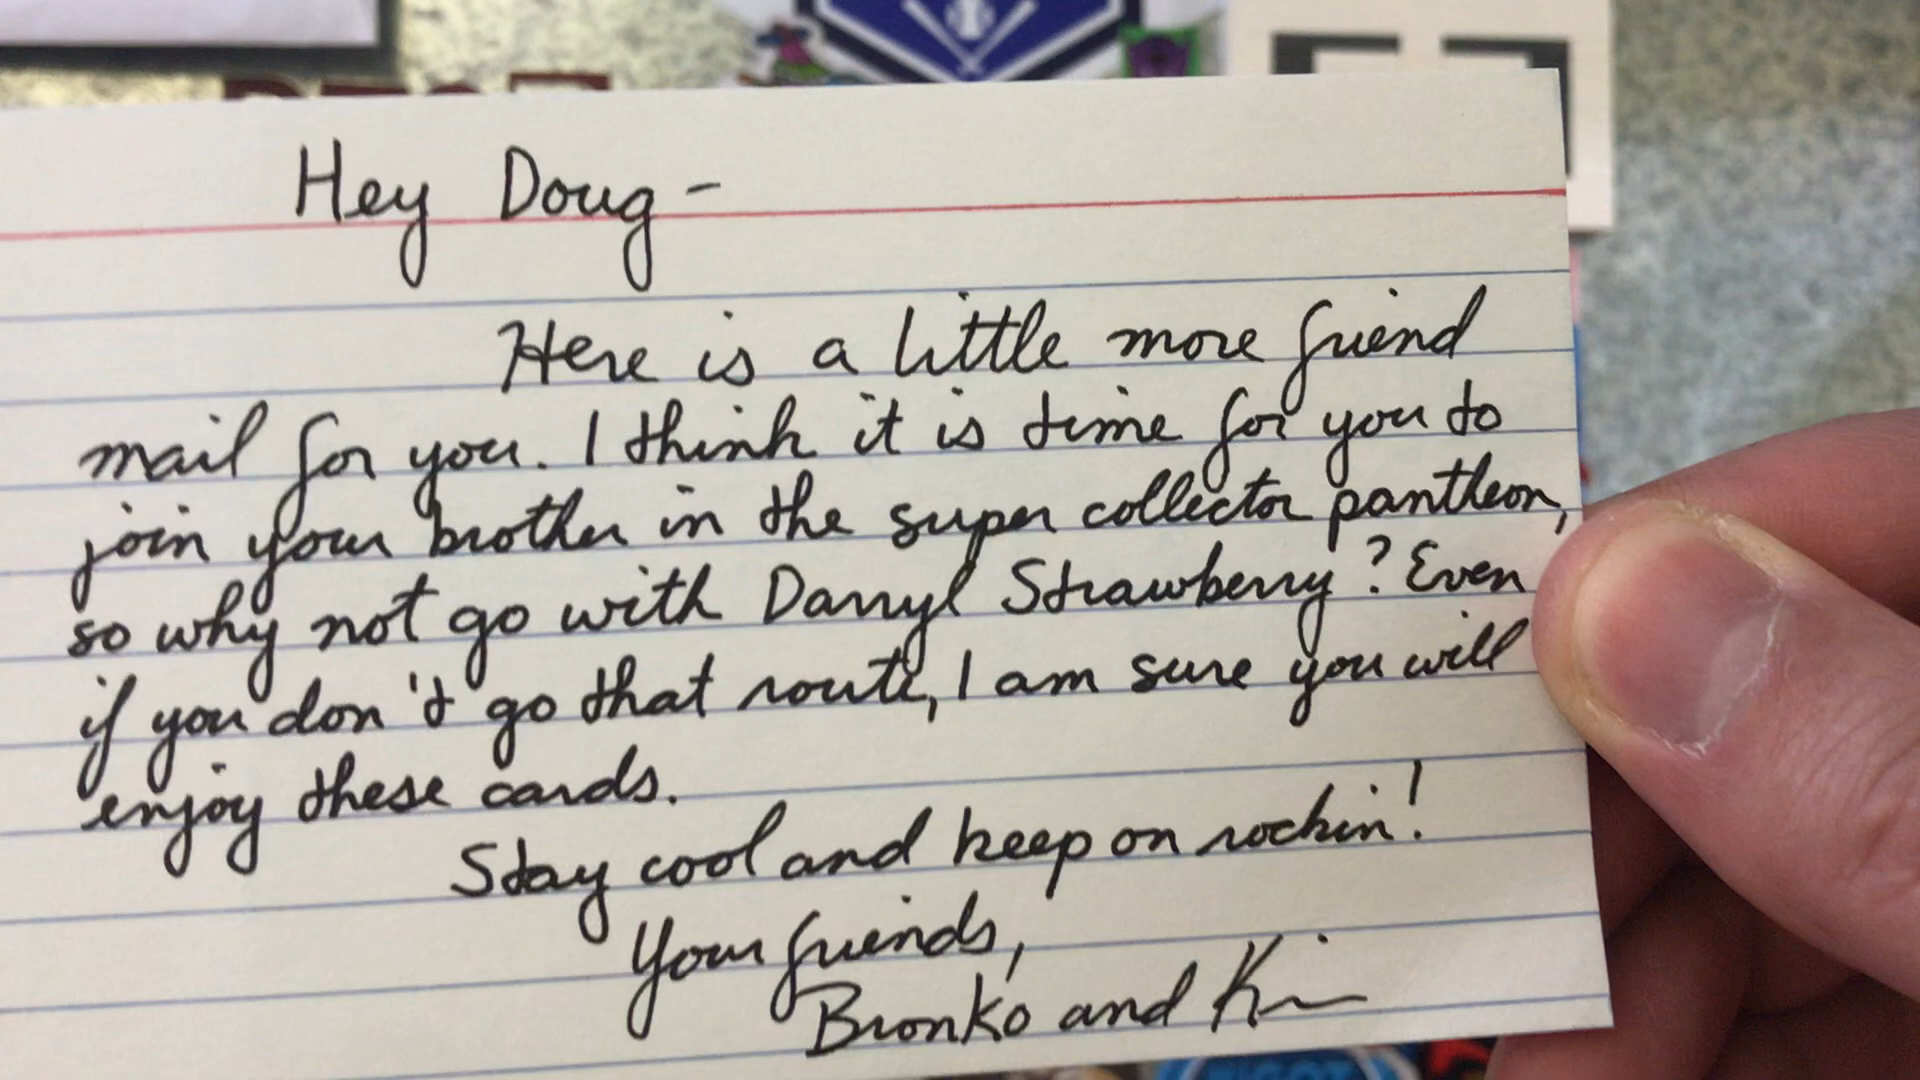 Hey Doug -
Here is a little more friend
mail for you. I think it is time for you to
join your brother in the super collector pantheon,
so why not go with Darryl Strawberry? Even
if you don't go that route, I am sure you will
enjoy these cards.
Stay cool and keep on rockin!
Your friends,
Bronko and